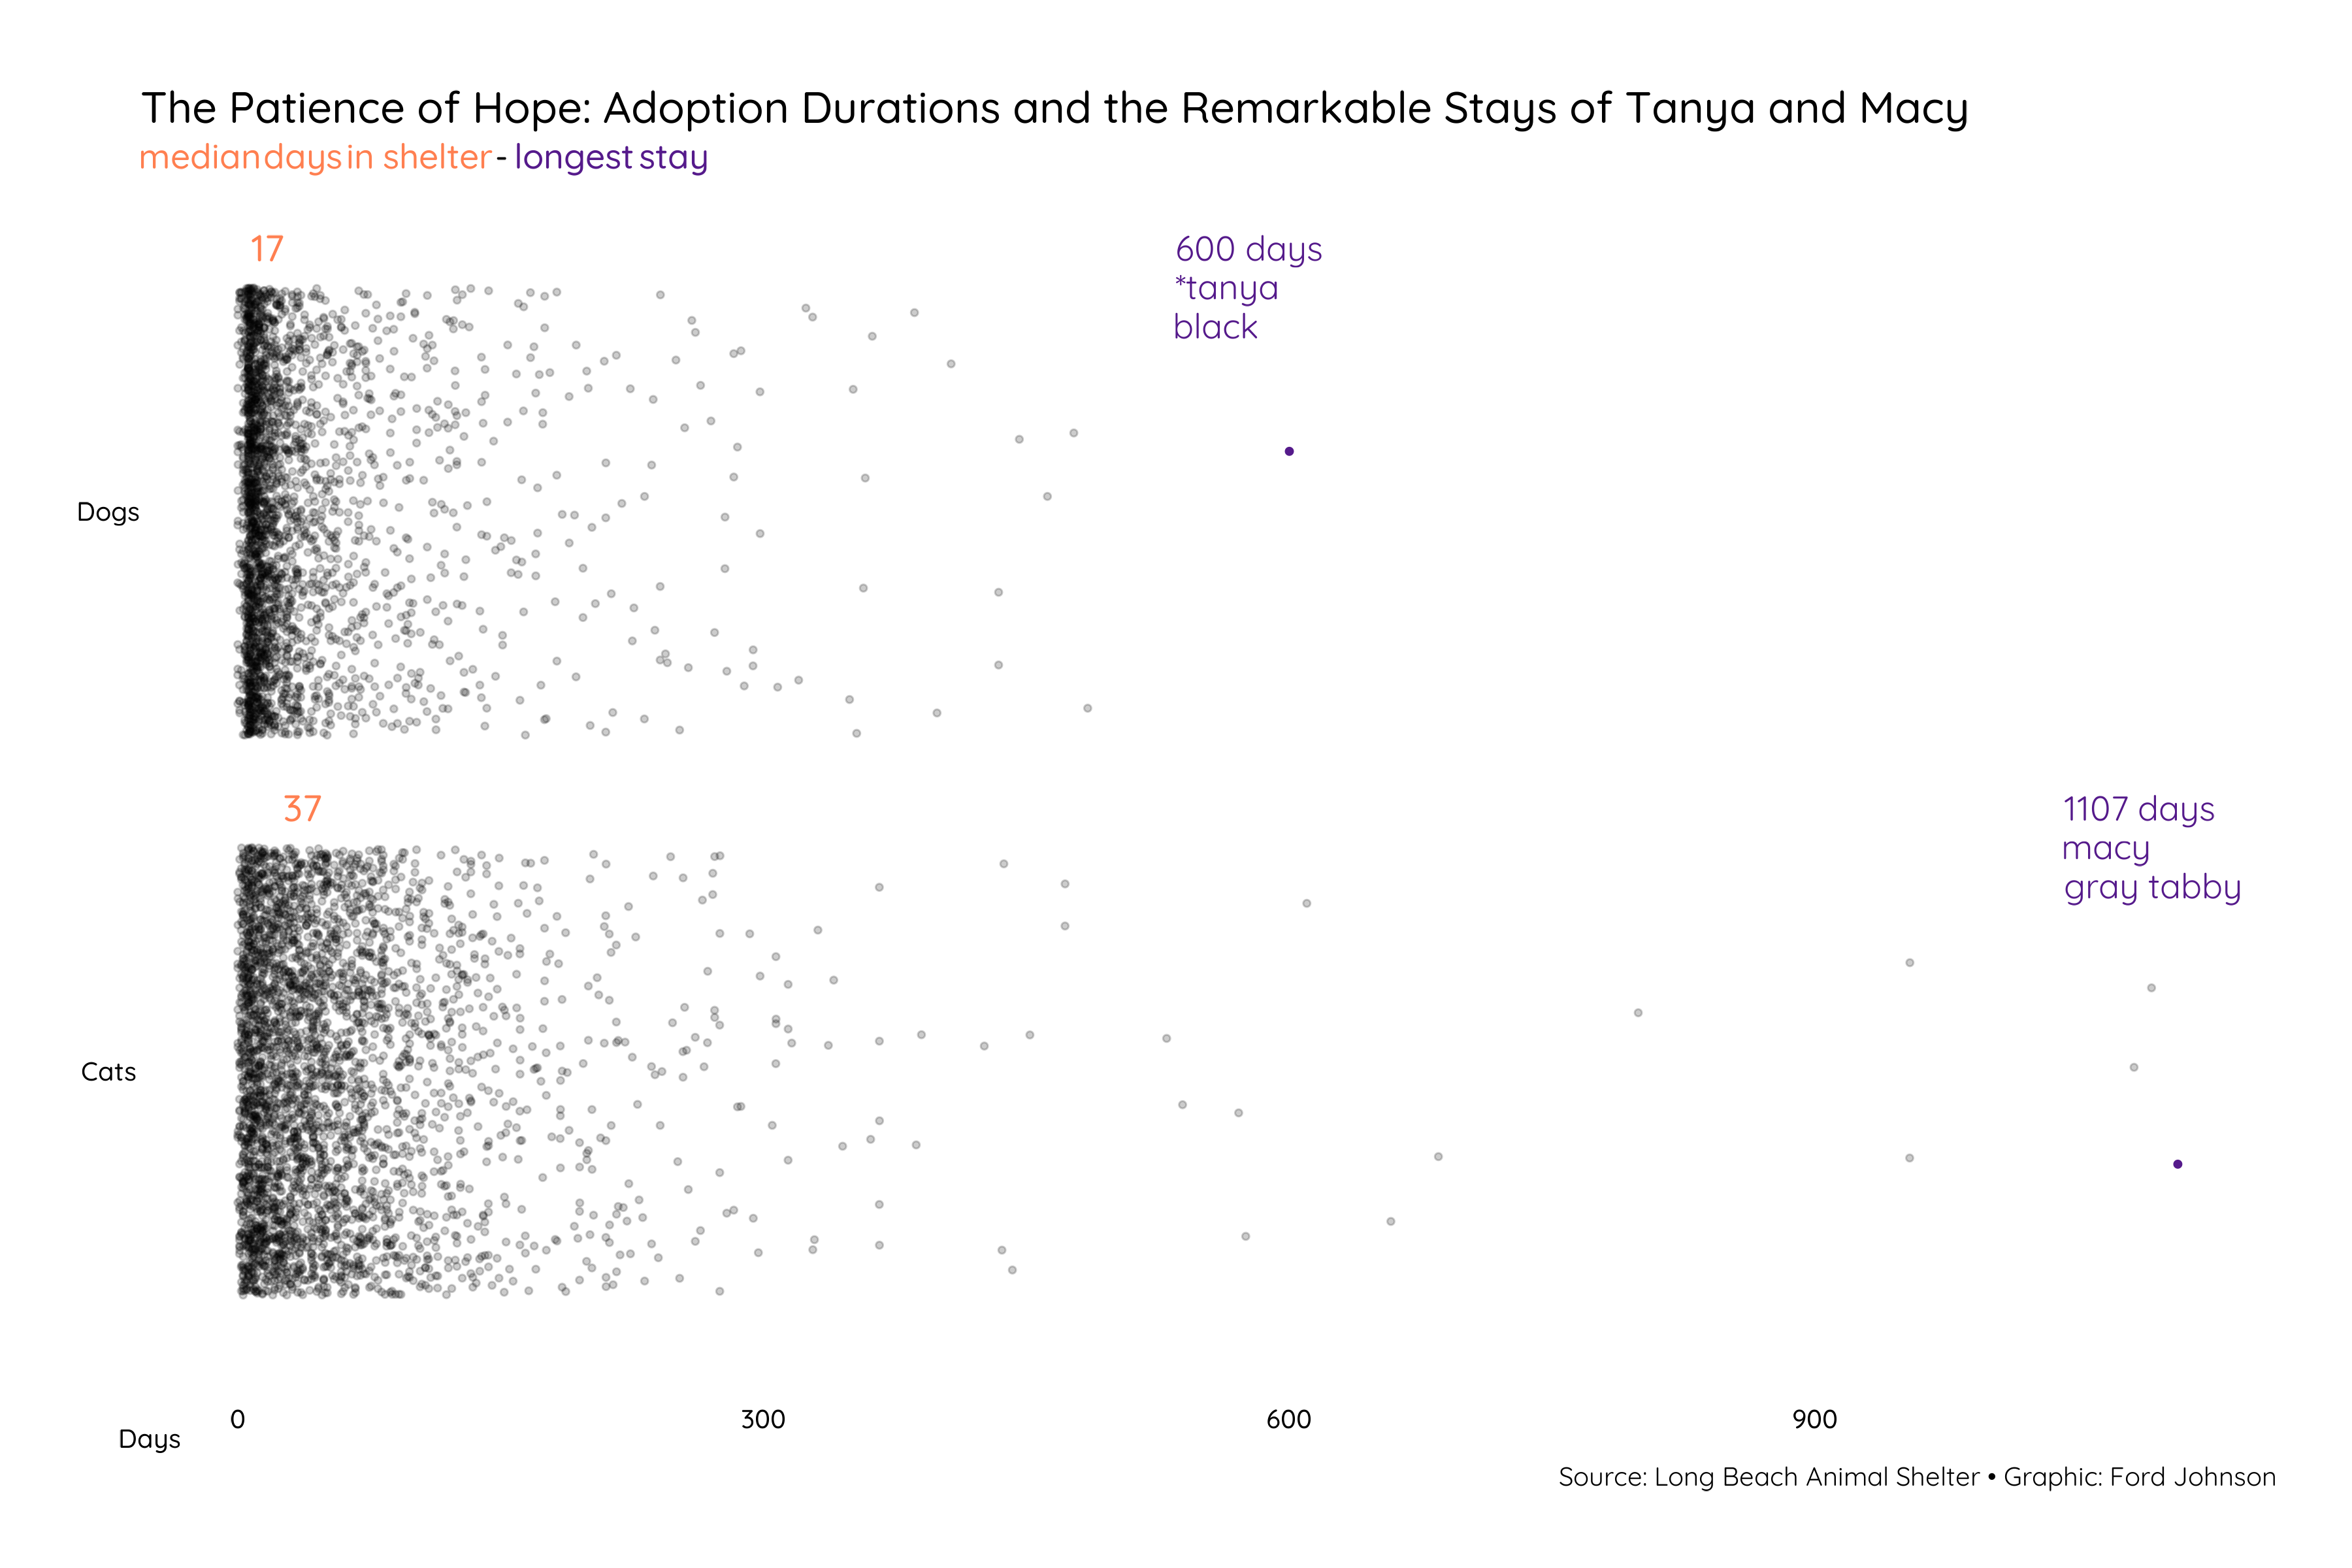 The Patience of Hope: Adoption Durations and the Remarkable Stays of Tanya and Macy
median days in shelter - longest stay
17
600 days
*tanya
black
Dogs
37
1107 days
macy
gray tabby
Cats
0 300 600 900
Days
Source: Long Beach Animal Shelter • Graphic: Ford Johnson